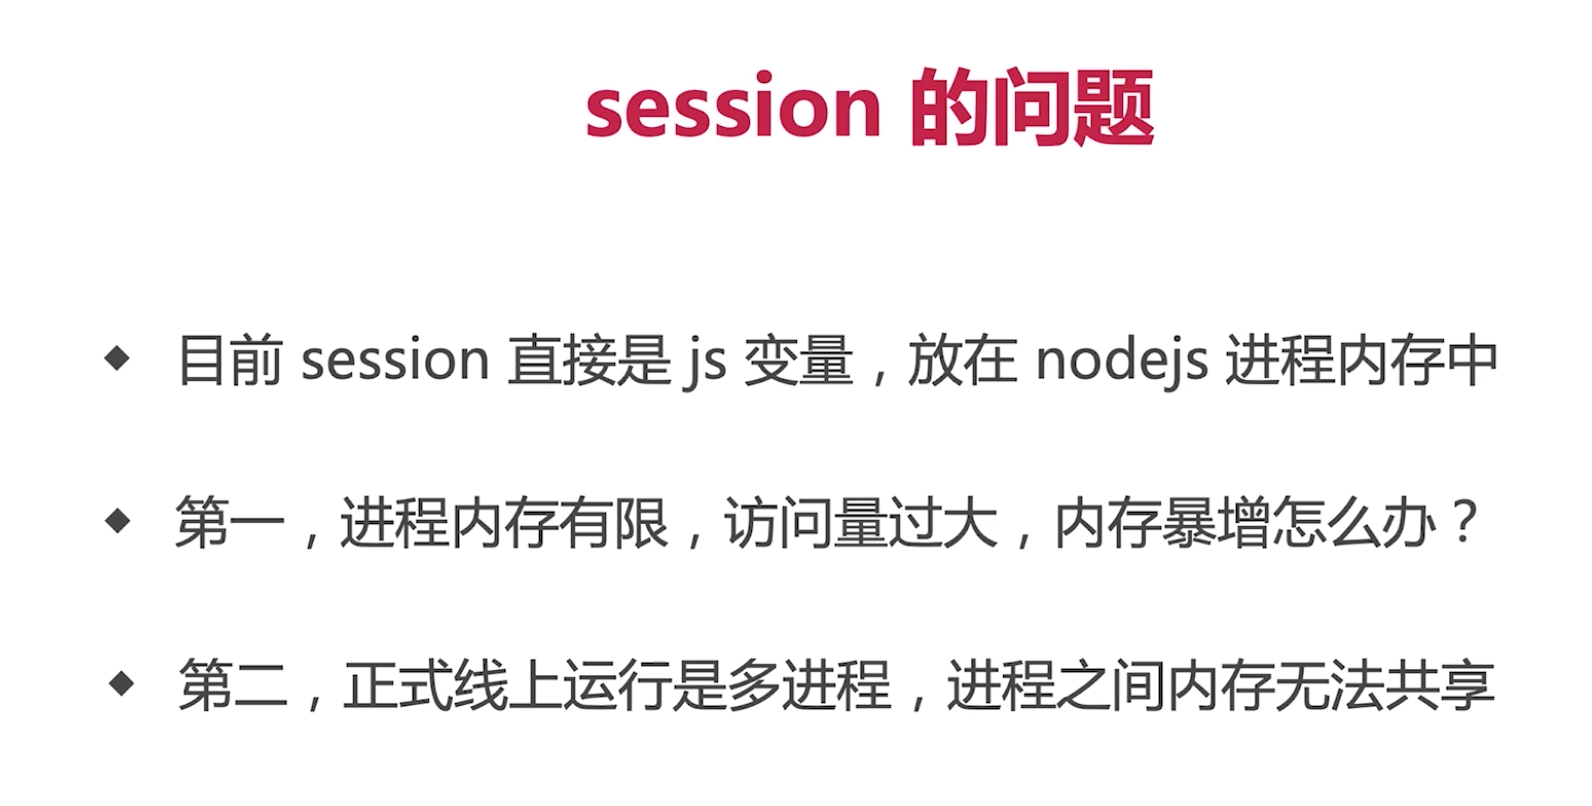 session 的问题
◆ 目前 session 直接是 js 变量，放在 nodejs 进程内存中
◆ 第一，进程内存有限，访问量过大，内存暴增怎么办？
◆ 第二，正式线上运行是多进程，进程之间内存无法共享